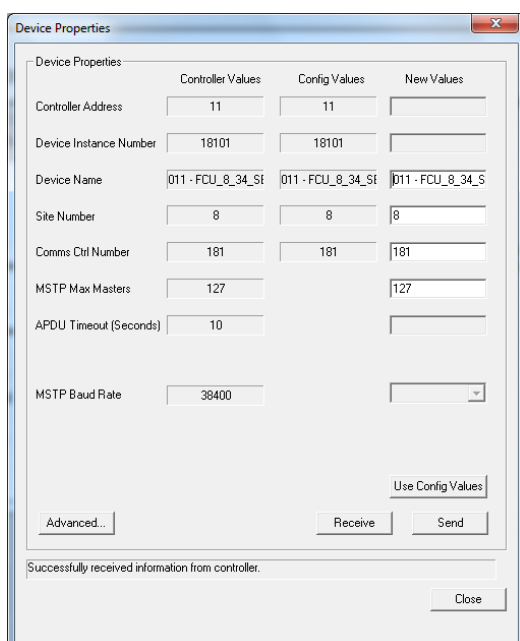 Device Properties
Device Properties
Controller Values Config Values New Values
Controller Address 11 11
Device Instance Number 18101 18101
Device Name 011 - FCU_8_34_SE 011 - FCU_8_34_SE 011 - FCU_8_34_S
Site Number 8 8 8
Comms Ctrl Number 181 181 181
MSTP Max Masters 127 127
APDU Timeout (Seconds) 10
MSTP Baud Rate 38400
Use Config Values
Advanced... Receive Send
Successfully received information from controller.
Close